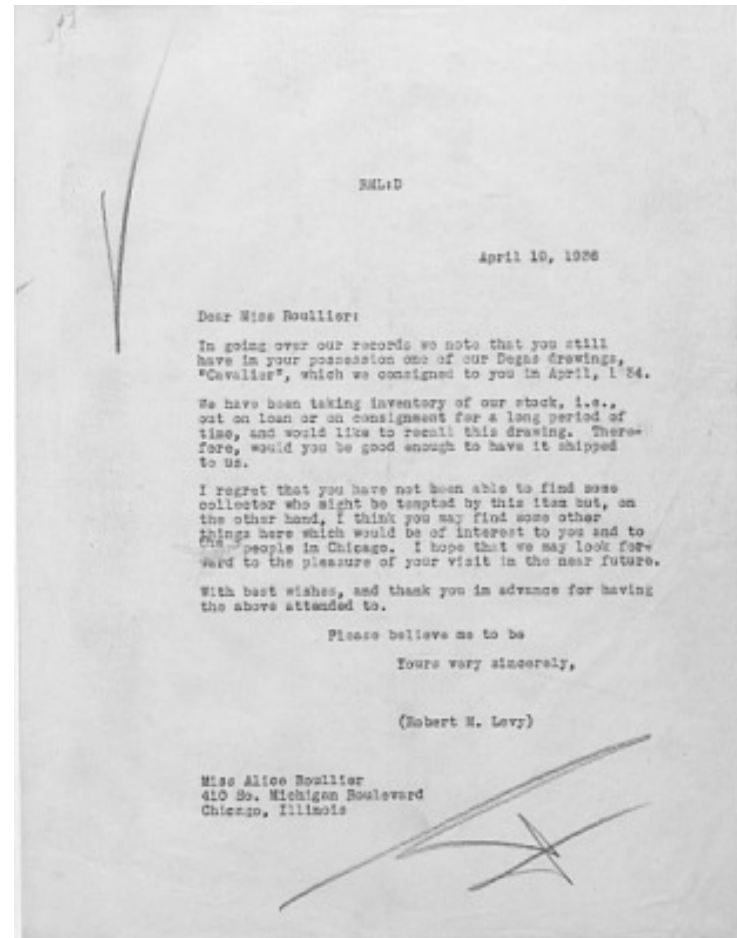 RML:D
April 10, 1936
Dear Miss Roullier:
In going over our records we note that you still
have in your possession one of our Degas drawings,
"Cavalier", which we consigned to you in April, 1 34.
We have been taking inventory of our stock, i.e.,
out on loan or on consignment for a long period of
time, and would like to recall this drawing. There-
fore, would you be good enough to have it shipped
to us.
I regret that you have not been able to find some
collector who might be tempted by this item but, on
the other hand, I think you may find some other
things here which would be of interest to you and to
the people in Chicago. I hope that we may look for-
ward to the pleasure of your visit in the near future.
With best wishes, and thank you in advance for having
the above attended to.
Please believe me to be
Yours very sincerely,
(Robert M. Levy)
Miss Alice Roullier
410 So. Michigan Boulevard
Chicago, Illinois